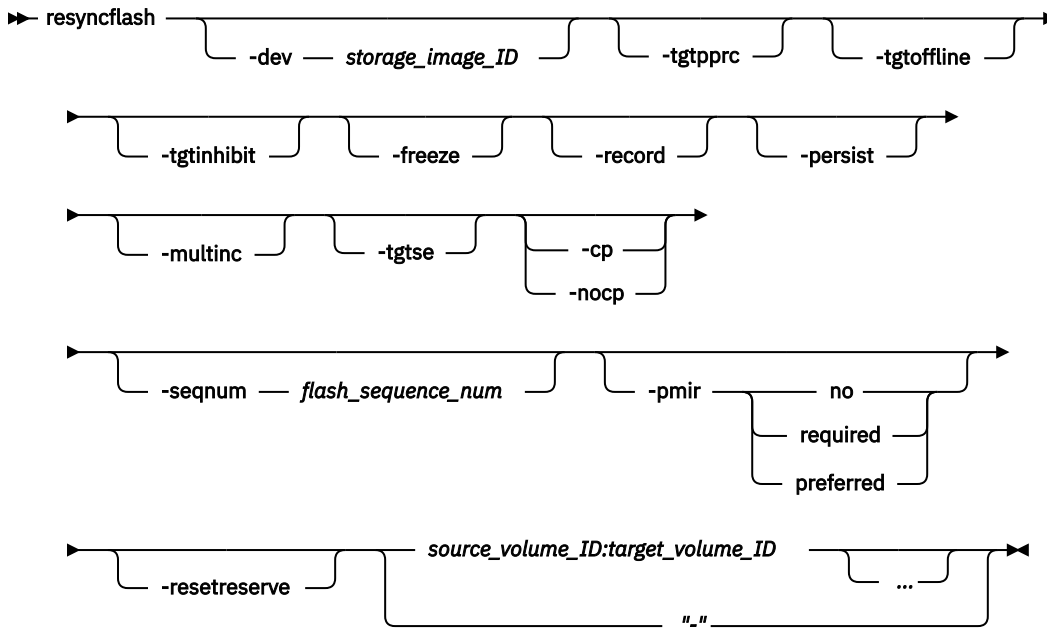 resyncflash
-dev storage_image_ID -tgtpprc -tgtoffline
-tgtinhibit -freeze -record -persist
-multinc -tgtse -cp
-nocp
-seqnum flash_sequence_num -pmir no
required
preferred
source_volume_ID:target_volume_ID
-resetreserve ...
"-"